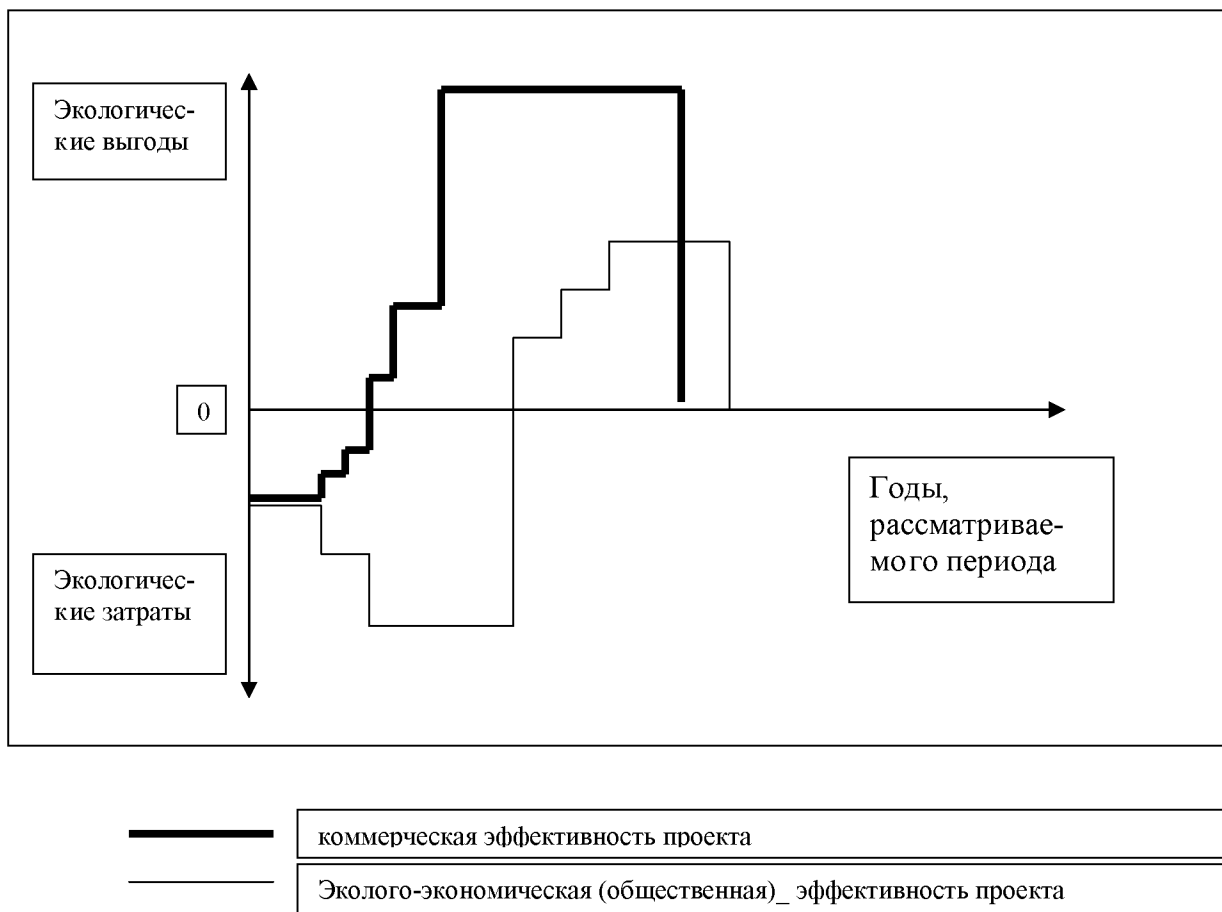 Экологичес-
кие выгоды
0
Годы,
рассматривае-
мого периода
Экологичес-
кие затраты
коммерческая эффективность проекта
Эколого-экономическая (общественная)_ эффективность проекта